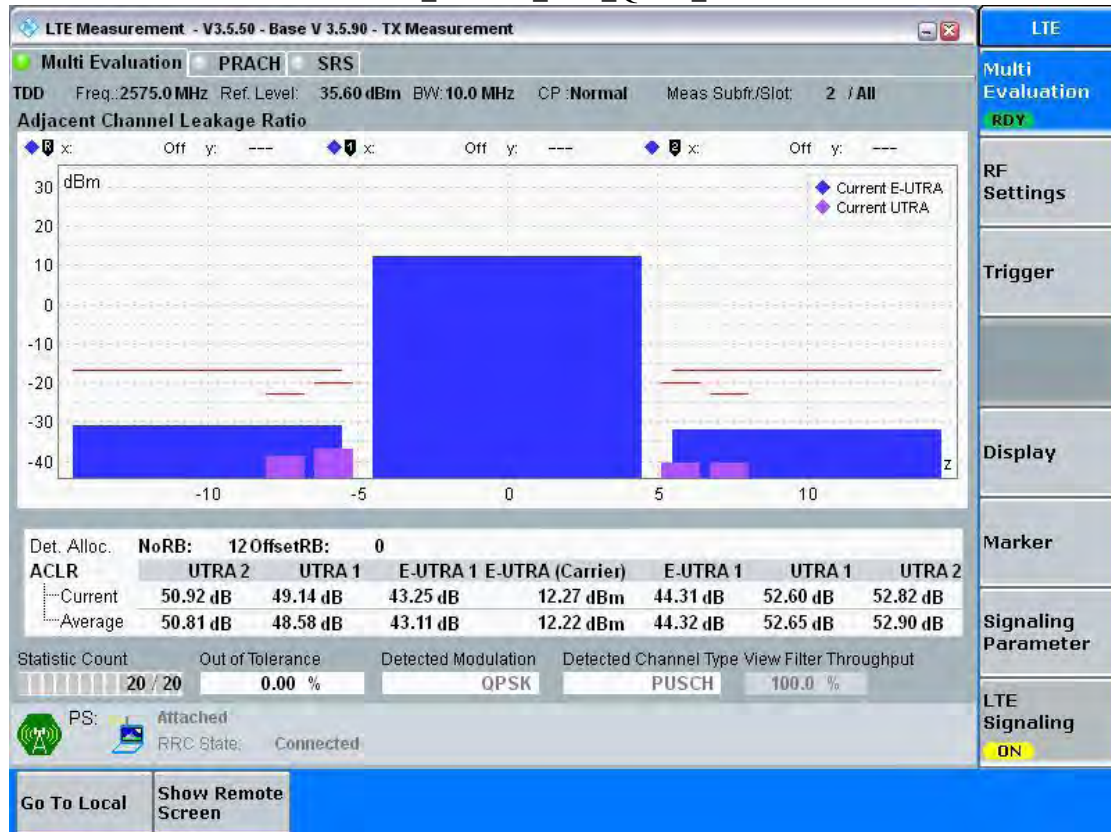 LTE Measurement - V3.5.50 - Base V 3.5.90 - TX Measurement
LTE
Multi Evaluation PRACH SRS
TDD Freq.:2575.0 MHz Ref. Level: 35.60 dBm BW:10.0 MHz CP :Normal Meas Subfr./Slot: 2 / All
Adjacent Channel Leakage Ratio
R x: Off y: --- 1 x: Off y: --- 2 x: Off y: ---
dBm
Current E-UTRA
Current UTRA
30
20
10
0
-10
-20
-30
-40
z
-10 -5 0 5 10
Det. Alloc. NoRB: 12 OffsetRB: 0
ACLR UTRA 2 UTRA 1 E-UTRA 1 E-UTRA (Carrier) E-UTRA 1 UTRA 1 UTRA 2
Current 50.92 dB 49.14 dB 43.25 dB 12.27 dBm 44.31 dB 52.60 dB 52.82 dB
Average 50.81 dB 48.58 dB 43.11 dB 12.22 dBm 44.32 dB 52.65 dB 52.90 dB
Statistic Count Out of Tolerance Detected Modulation Detected Channel Type View Filter Throughput
20 / 20 0.00 % QPSK PUSCH 100.0 %
PS: Attached
RRC State: Connected
Multi
Evaluation
RDY
RF
Settings
Trigger
Display
Marker
Signaling
Parameter
LTE
Signaling
ON
Go To Local
Show Remote
Screen